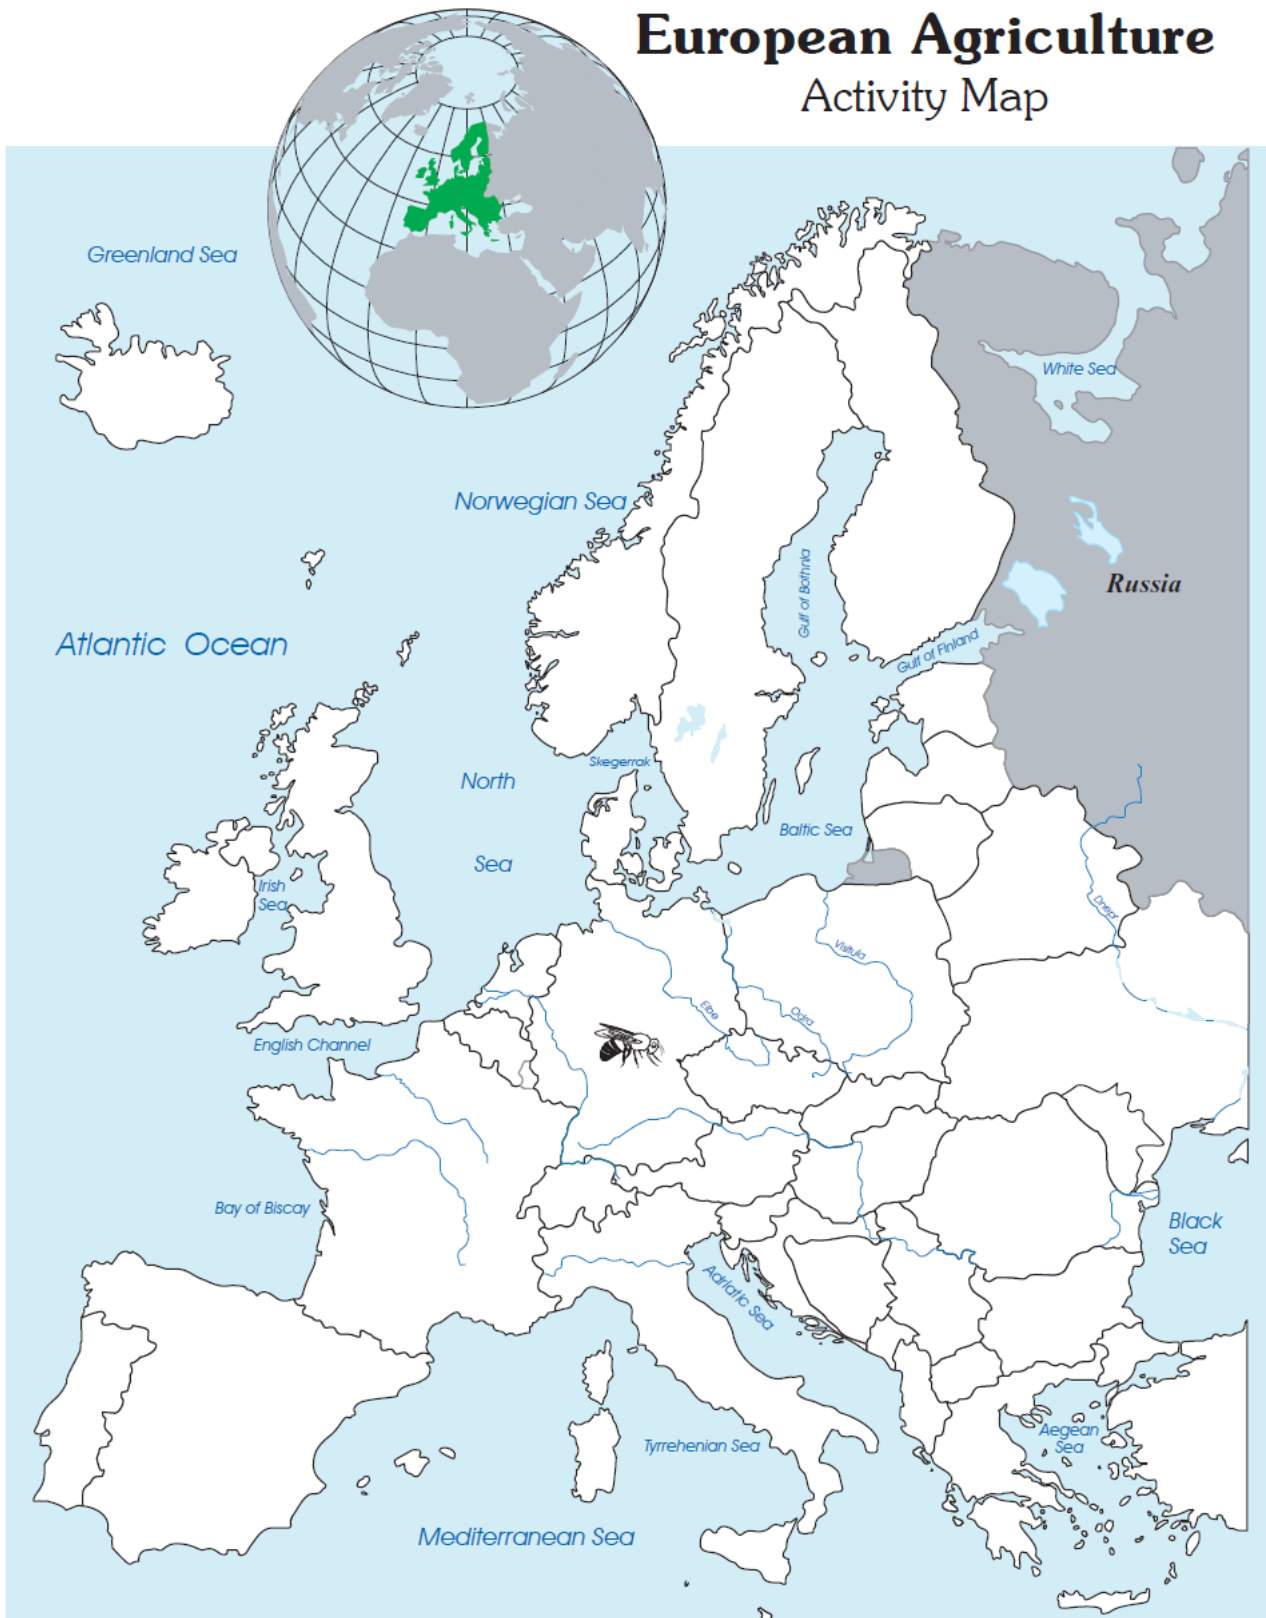 European Agriculture
Activity Map
Greenland Sea
White Sea
Norwegian Sea
Gulf of Bothnia
Russia
Atlantic Ocean
Gulf of Finland
Skegerrak
North
Sea
Baltic Sea
Irish
Sea
Dnepr
Visitula
Elbe
Odra
English Channel
Bay of Biscay
Black
Sea
Adriatic Sea
Aegean
Sea
Tyrrehenian Sea
Mediterranean Sea